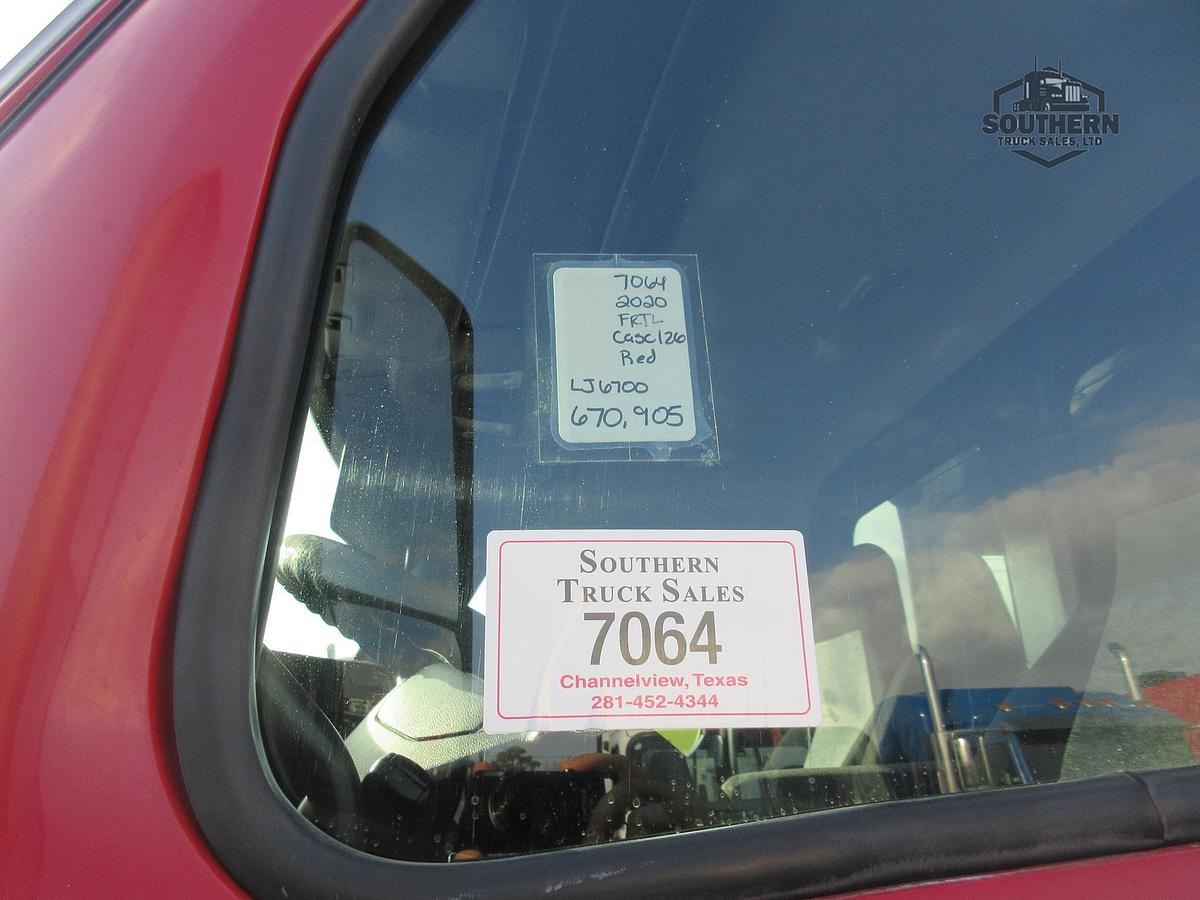 SOUTHERN
TRUCK SALES, LTD
7064
2020
FRTL
Casc126
Red
LJ6700
670,905
SOUTHERN
TRUCK SALES
7064
Channelview, Texas
281-452-4344